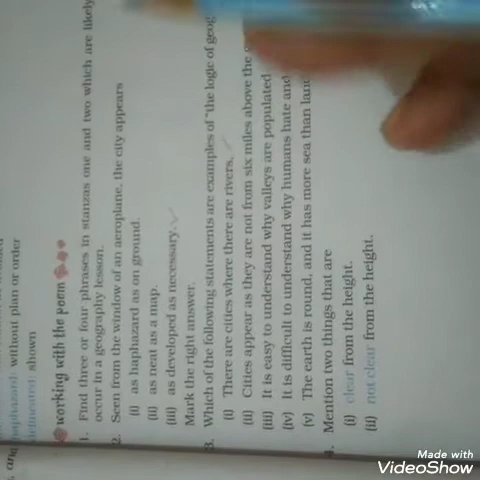 and
haphazard: without plan or order
delineated: shown
working with the poem
1. Find three or four phrases in stanzas one and two which are likely
occur in a geography lesson.
2. Seen from the window of an aeroplane, the city appears
(i) as haphazard as on ground.
(ii) as neat as a map.
(iii) as developed as necessary.
Mark the right answer.
3. Which of the following statements are examples of "the logic of geog
(i) There are cities where there are rivers.
(ii) Cities appear as they are not from six miles above the
(iii) It is easy to understand why valleys are populated
(iv) It is difficult to understand why humans hate and
(v) The earth is round, and it has more sea than land
4. Mention two things that are
(i) clear from the height.
(ii) not clear from the height.
Made with
VideoShow